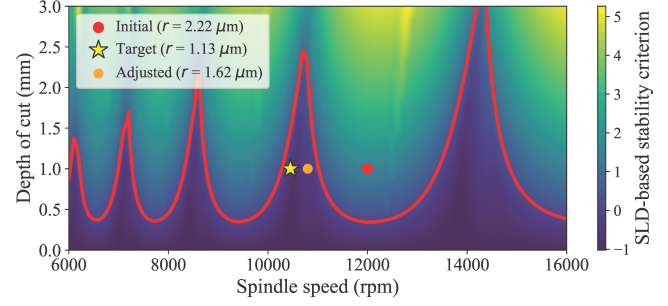 Initial (r = 2.22 μm)
Target (r = 1.13 μm)
Adjusted (r = 1.62 μm)
Depth of cut (mm)
3.0
2.5
2.0
1.5
1.0
0.5
0.0
6000 8000 10000 12000 14000 16000
Spindle speed (rpm)
5
4
3
2
1
0
−1
SLD-based stability criterion